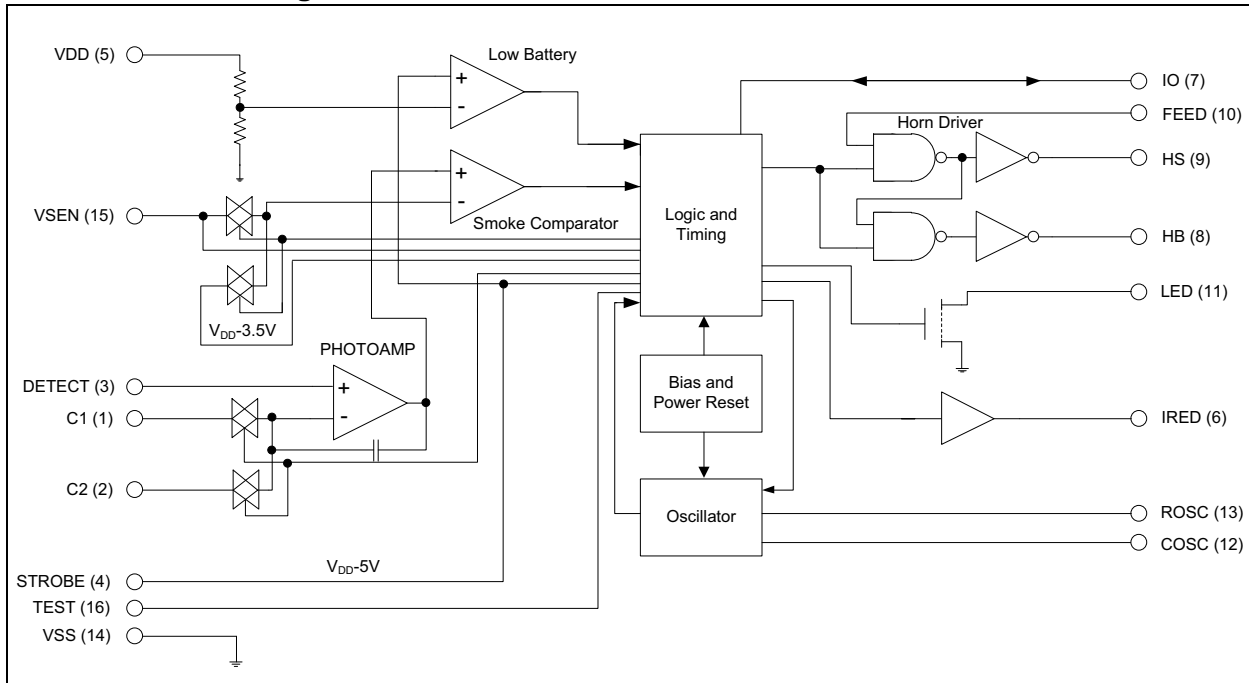 VDD (5)
Low Battery
+
-
IO (7)
FEED (10)
Horn Driver
HS (9)
VSEN (15)
+
-
Smoke Comparator
Logic and
Timing
HB (8)
LED (11)
VDD-3.5V
PHOTOAMP
DETECT (3)
+
-
C1 (1)
Bias and
Power Reset
IRED (6)
C2 (2)
Oscillator
ROSC (13)
COSC (12)
VDD-5V
STROBE (4)
TEST (16)
VSS (14)